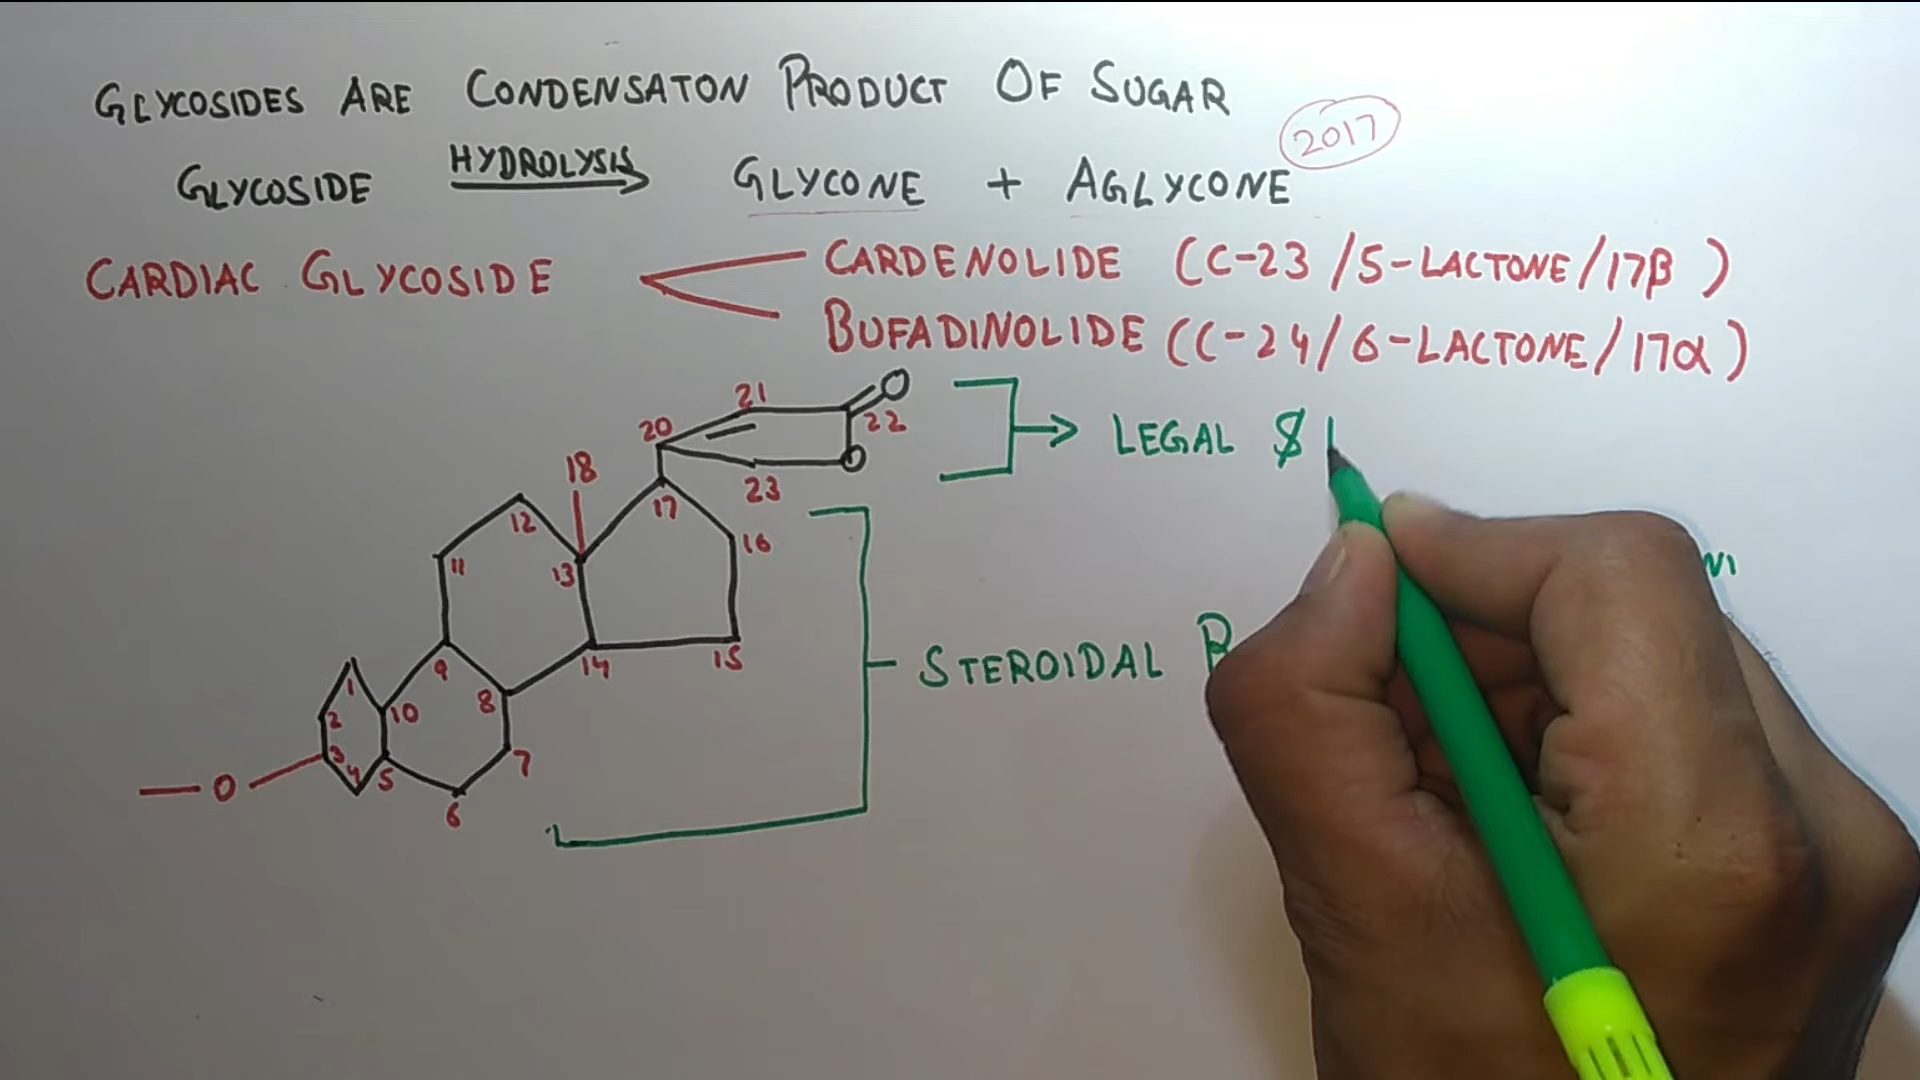 GLYCOSIDES ARE CONDENSATON PRODUCT OF SUGAR
2017
GLYCOSIDE HYDROLYSIS GLYCONE + AGLYCONE
CARDIAC GLYCOSIDE
CARDENOLIDE (C-23/5-LACTONE/17β)
BUFADINOLIDE (C-24/6-LACTONE/17α)
21 O
20 22 O
LEGAL $
18
23
17
12
16
11 13
STEROIDAL
9 14 15
1
2 10 8
3
4 5 7
O
6